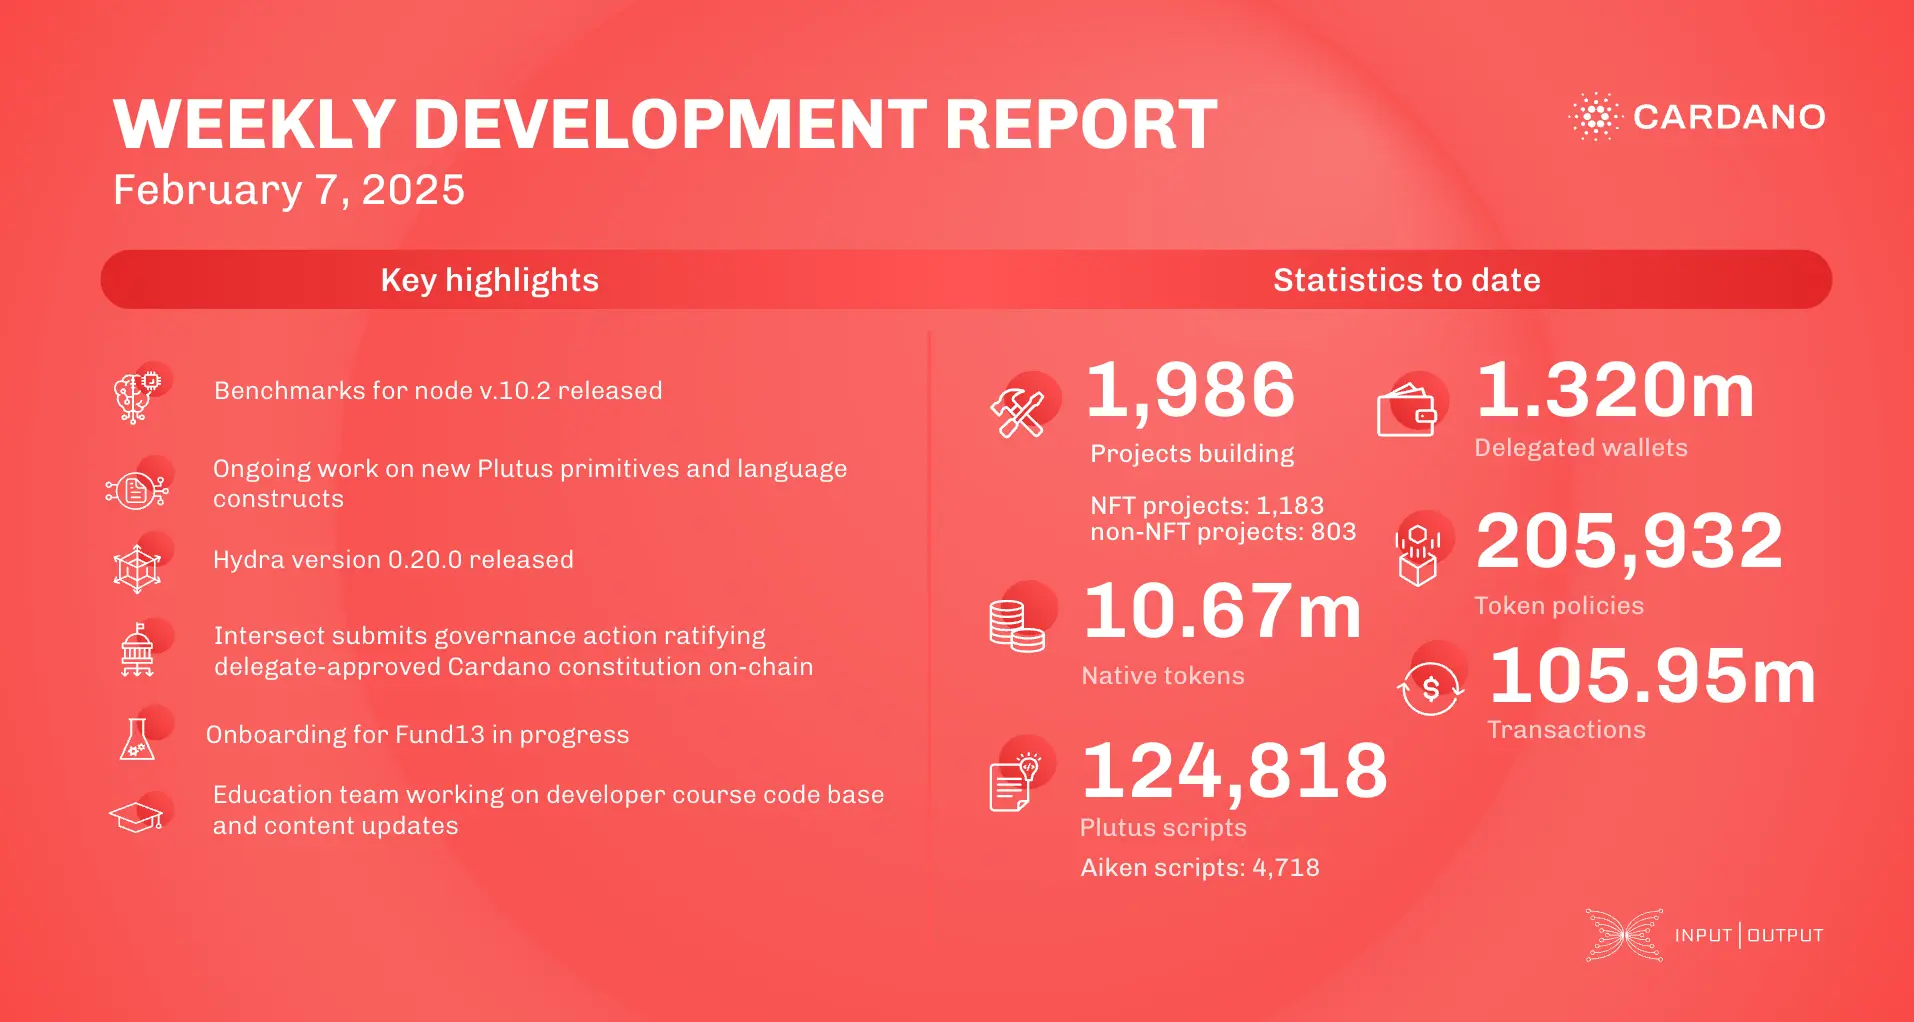 WEEKLY DEVELOPMENT REPORT
February 7, 2025
CARDANO
Key highlights
Statistics to date
Benchmarks for node v.10.2 released
Ongoing work on new Plutus primitives and language
constructs
Hydra version 0.20.0 released
Intersect submits governance action ratifying
delegate-approved Cardano constitution on-chain
Onboarding for Fund13 in progress
Education team working on developer course code base
and content updates
1,986
Projects building
NFT projects: 1,183
non-NFT projects: 803
10.67m
Native tokens
124,818
Plutus scripts
Aiken scripts: 4,718
1.320m
Delegated wallets
205,932
Token policies
$
105.95m
Transactions
INPUT|OUTPUT